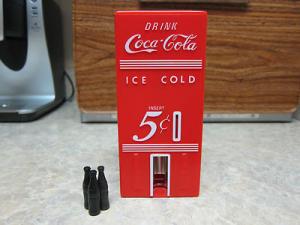 DRINK
Coca-Cola
ICE COLD
INSERT
5¢